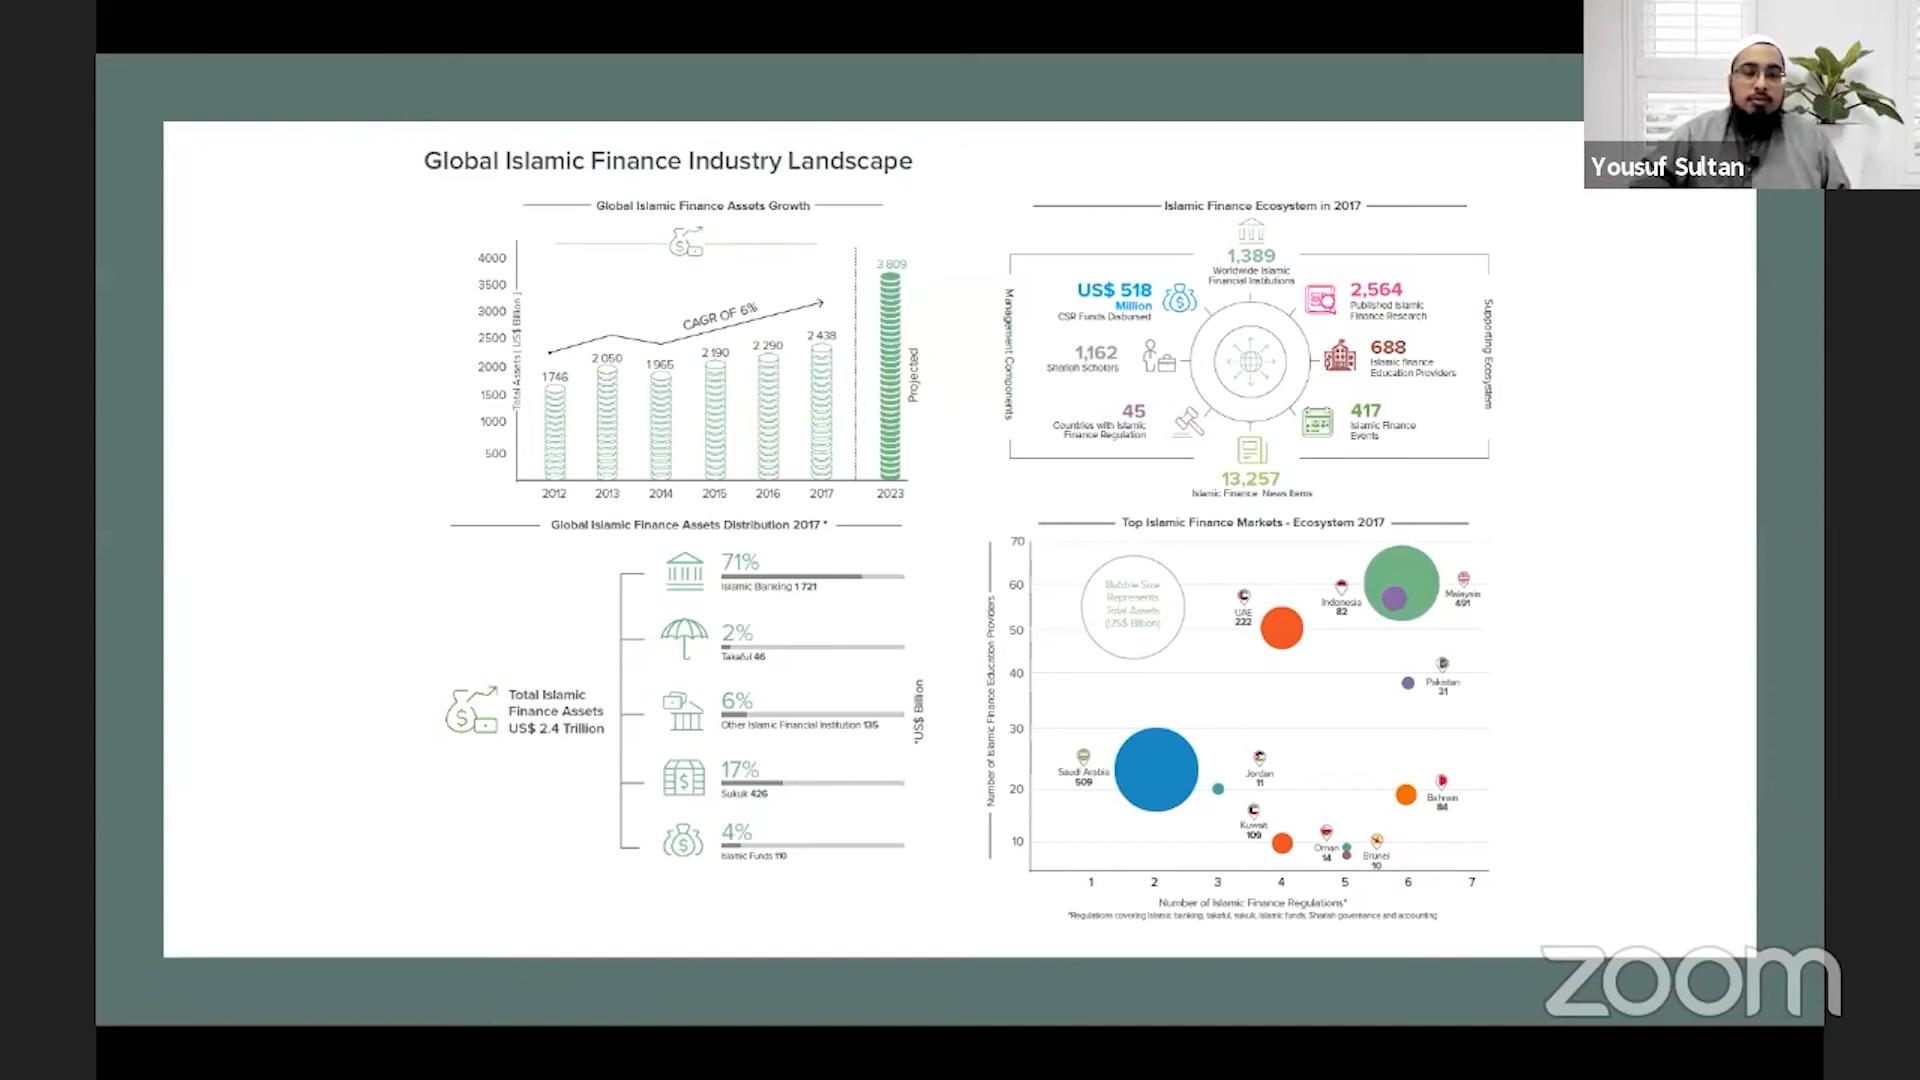 Yousuf Sultan
Global Islamic Finance Industry Landscape
Global Islamic Finance Assets Growth
Total Assets ( US$ Billion )
4000
3500
3000
2500
2000
1500
1000
500
CAGR OF 6%
1 746
2 050
1 965
2 190
2 290
2 438
3 809
Projected
2012
2013
2014
2015
2016
2017
2023
Islamic Finance Ecosystem in 2017
1,389
Worldwide Islamic
Financial Institutions
Management Components
US$ 518
Million
CSR Funds Disbursed
1,162
Shariah Scholars
45
Countries with Islamic
Finance Regulation
2,564
Published Islamic
Finance Research
688
Islamic finance
Education Providers
417
Islamic Finance
Events
Supporting Ecosystem
13,257
Islamic Finance News Items
Global Islamic Finance Assets Distribution 2017 *
Total Islamic
Finance Assets
US$ 2.4 Trillion
71%
Islamic Banking 1 721
2%
Takaful 46
6%
Other Islamic Financial Institution 135
17%
Sukuk 426
4%
Islamic Funds 110
*US$ Billion
Top Islamic Finance Markets - Ecosystem 2017
Number of Islamic Finance Education Providers
70
60
50
40
30
20
10
Bubble Size
Represents
Total Assets
(US$ Billion)
UAE
222
Indonesia
82
Malaysia
491
Pakistan
31
Saudi Arabia
509
Jordan
11
Kuwait
109
Oman
14
Brunei
10
Bahrain
84
1
2
3
4
5
6
7
Number of Islamic Finance Regulations*
*Regulations covering Islamic banking, takaful, sukuk, Islamic funds, Shariah governance and accounting
zoom